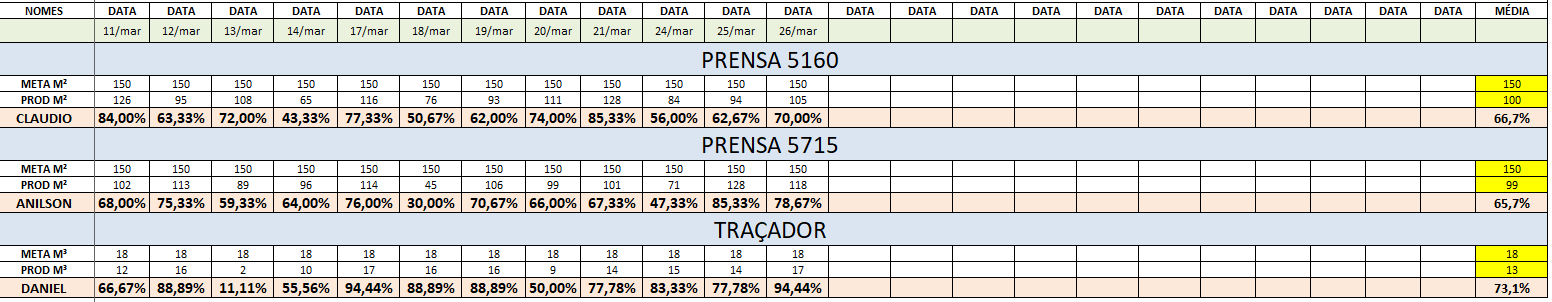 NOMES DATA DATA DATA DATA DATA DATA DATA DATA DATA DATA DATA DATA DATA DATA DATA DATA DATA DATA DATA DATA DATA DATA DATA MÉDIA
11/mar 12/mar 13/mar 14/mar 17/mar 18/mar 19/mar 20/mar 21/mar 24/mar 25/mar 26/mar
PRENSA 5160
META M² 150 150 150 150 150 150 150 150 150 150 150 150 150
PROD M² 126 95 108 65 116 76 93 111 128 84 94 105 100
CLAUDIO 84,00% 63,33% 72,00% 43,33% 77,33% 50,67% 62,00% 74,00% 85,33% 56,00% 62,67% 70,00% 66,7%
PRENSA 5715
META M² 150 150 150 150 150 150 150 150 150 150 150 150 150
PROD M² 102 113 89 96 114 45 106 99 101 71 128 118 99
ANILSON 68,00% 75,33% 59,33% 64,00% 76,00% 30,00% 70,67% 66,00% 67,33% 47,33% 85,33% 78,67% 65,7%
TRAÇADOR
META M³ 18 18 18 18 18 18 18 18 18 18 18 18 18
PROD M³ 12 16 2 10 17 16 16 9 14 15 14 17 13
DANIEL 66,67% 88,89% 11,11% 55,56% 94,44% 88,89% 88,89% 50,00% 77,78% 83,33% 77,78% 94,44% 73,1%